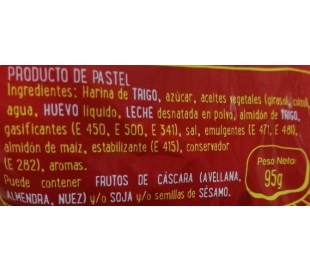 PRODUCTO DE PASTEL
Ingredientes: Harina de TRIGO, azúcar, aceites vegetales (girasol,
agua, HUEVO líquido, LECHE desnatada en polvo, almidón de TRIGO,
gasificantes (E 450, E 500, E 341), sal, emulgentes (E 471, E 480),
almidón de maíz, estabilizante (E 415), conservador
(E 282), aromas.
Puede contener FRUTOS DE CÁSCARA (AVELLANA,
ALMENDRA, NUEZ) y/o SOJA y/o semillas de SÉSAMO.
Peso Neto:
95g